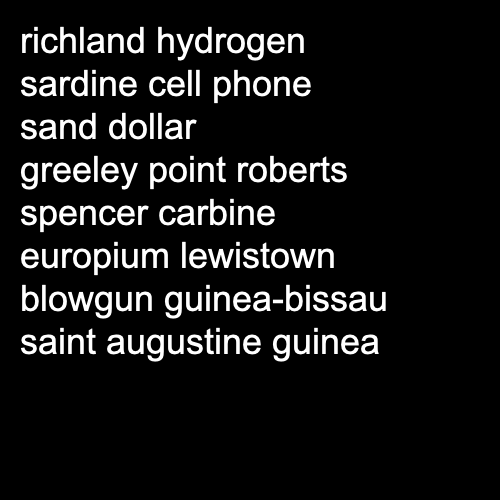 richland hydrogen
sardine cell phone
sand dollar
greeley point roberts
spencer carbine
europium lewistown
blowgun guinea-bissau
saint augustine guinea